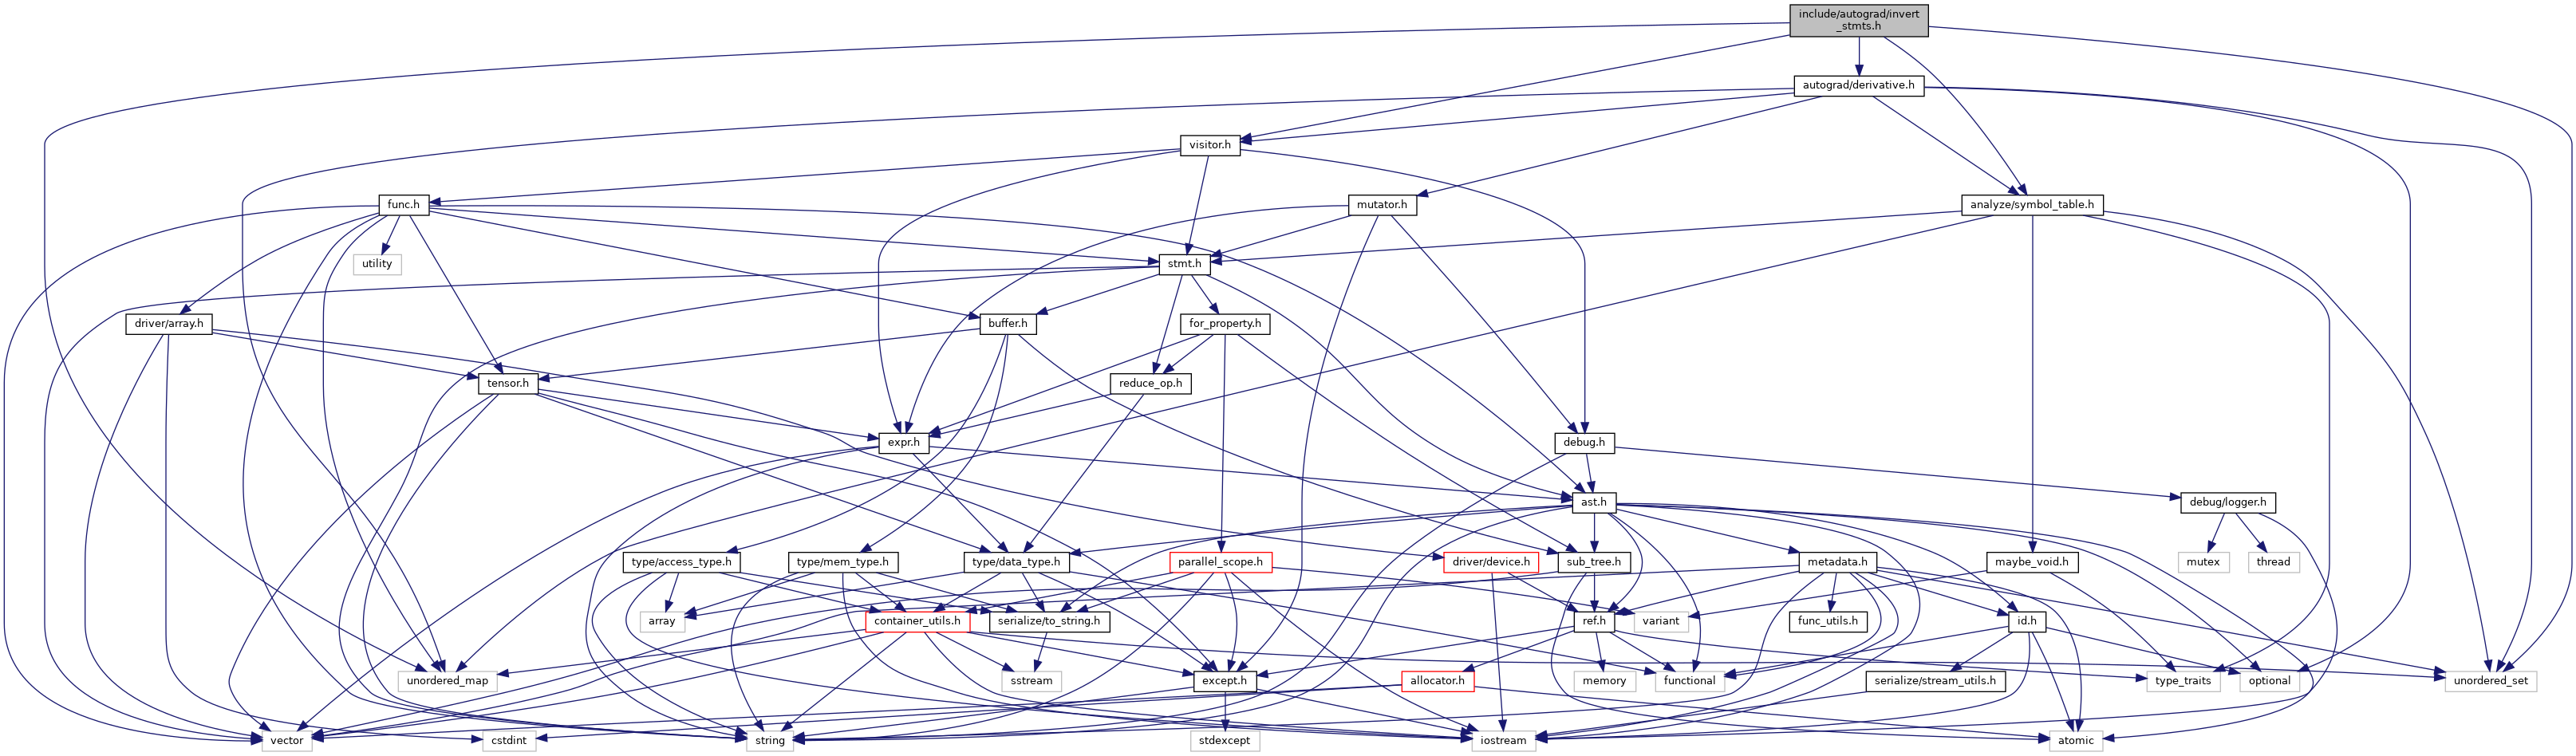 include/autograd/invert
_stmts.h
autograd/derivative.h
visitor.h
func.h
mutator.h
analyze/symbol_table.h
utility
stmt.h
driver/array.h
buffer.h
for_property.h
tensor.h
reduce_op.h
expr.h
debug.h
ast.h
debug/logger.h
type/access_type.h
type/mem_type.h
type/data_type.h
parallel_scope.h
driver/device.h
sub_tree.h
metadata.h
maybe_void.h
mutex
thread
array
container_utils.h
serialize/to_string.h
variant
ref.h
func_utils.h
id.h
unordered_map
sstream
except.h
allocator.h
memory
functional
serialize/stream_utils.h
type_traits
optional
unordered_set
vector
cstdint
string
stdexcept
iostream
atomic